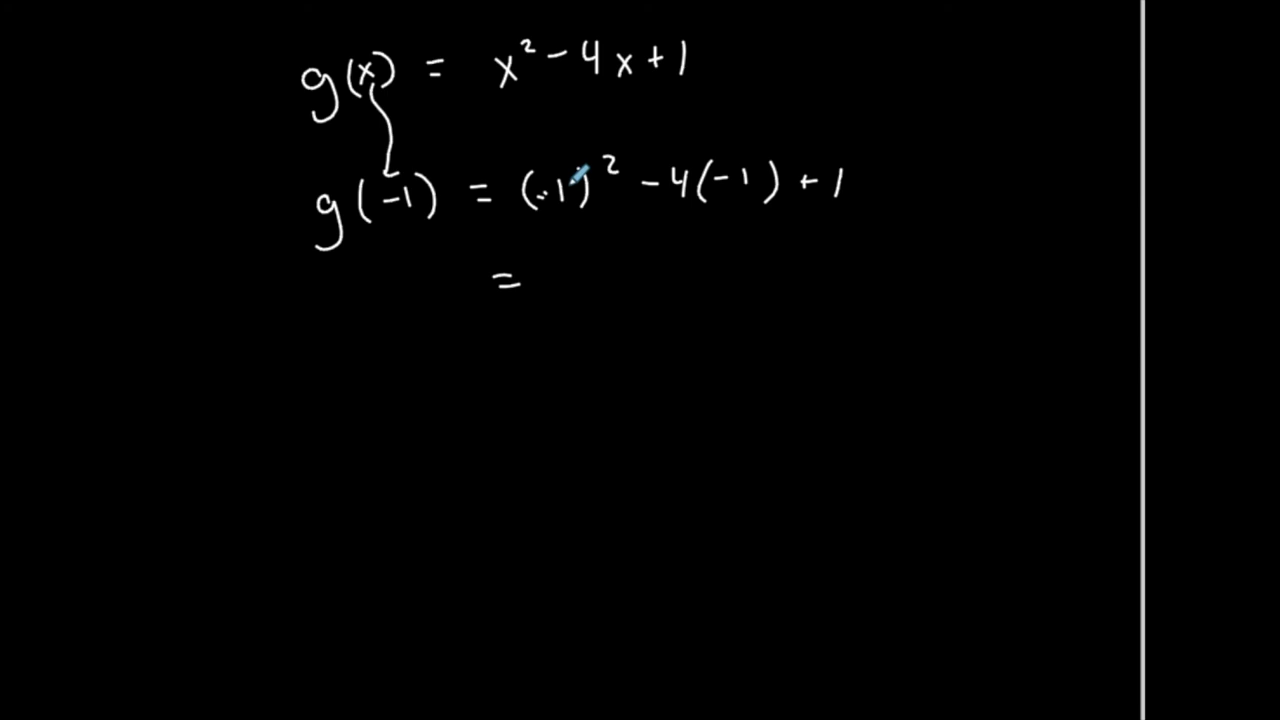 g(x) = x² - 4x + 1
g(-1) = (-1)² - 4(-1) + 1
=